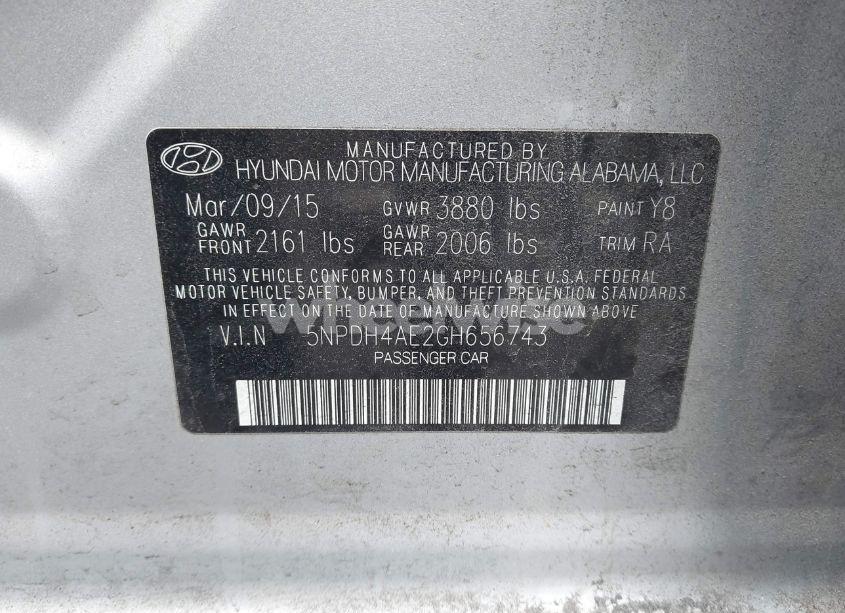 MANUFACTURED BY
HYUNDAI MOTOR MANUFACTURING ALABAMA, LLC
Mar/09/15 GVWR 3880 lbs PAINT Y8
GAWR FRONT 2161 lbs GAWR REAR 2006 lbs TRIM RA
THIS VEHICLE CONFORMS TO ALL APPLICABLE U.S.A. FEDERAL
MOTOR VEHICLE SAFETY, BUMPER, AND THEFT PREVENTION STANDARDS
IN EFFECT ON THE DATE OF MANUFACTURE SHOWN ABOVE
WheelWise
V.I.N 5NPDH4AE2GH656743
PASSENGER CAR